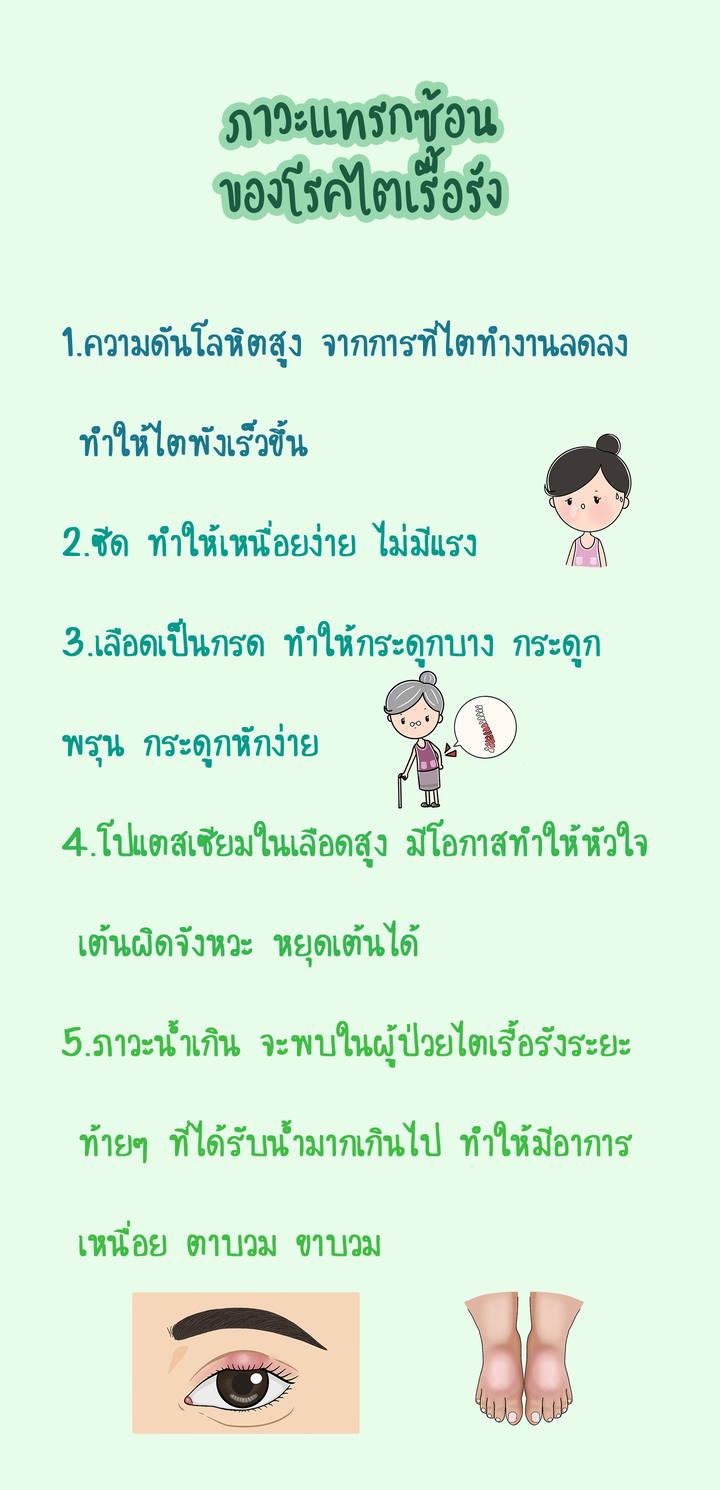 ภาวะแทรกซ้อน
ของโรคไตเรื้อรัง
1.ความดันโลหิตสูง จากการที่ไตทำงานลดลง
ทำให้ไตพังเร็วขึ้น
2.ซีด ทำให้เหนื่อยง่าย ไม่มีแรง
3.เลือดเป็นกรด ทำให้กระดูกบาง กระดูก
พรุน กระดูกหักง่าย
4.โปแตสเซียมในเลือดสูง มีโอกาสทำให้หัวใจ
เต้นผิดจังหวะ หยุดเต้นได้
5.ภาวะน้ำเกิน จะพบในผู้ป่วยไตเรื้อรังระยะ
ท้ายๆ ที่ได้รับน้ำมากเกินไป ทำให้มีอาการ
เหนื่อย ตาบวม ขาบวม